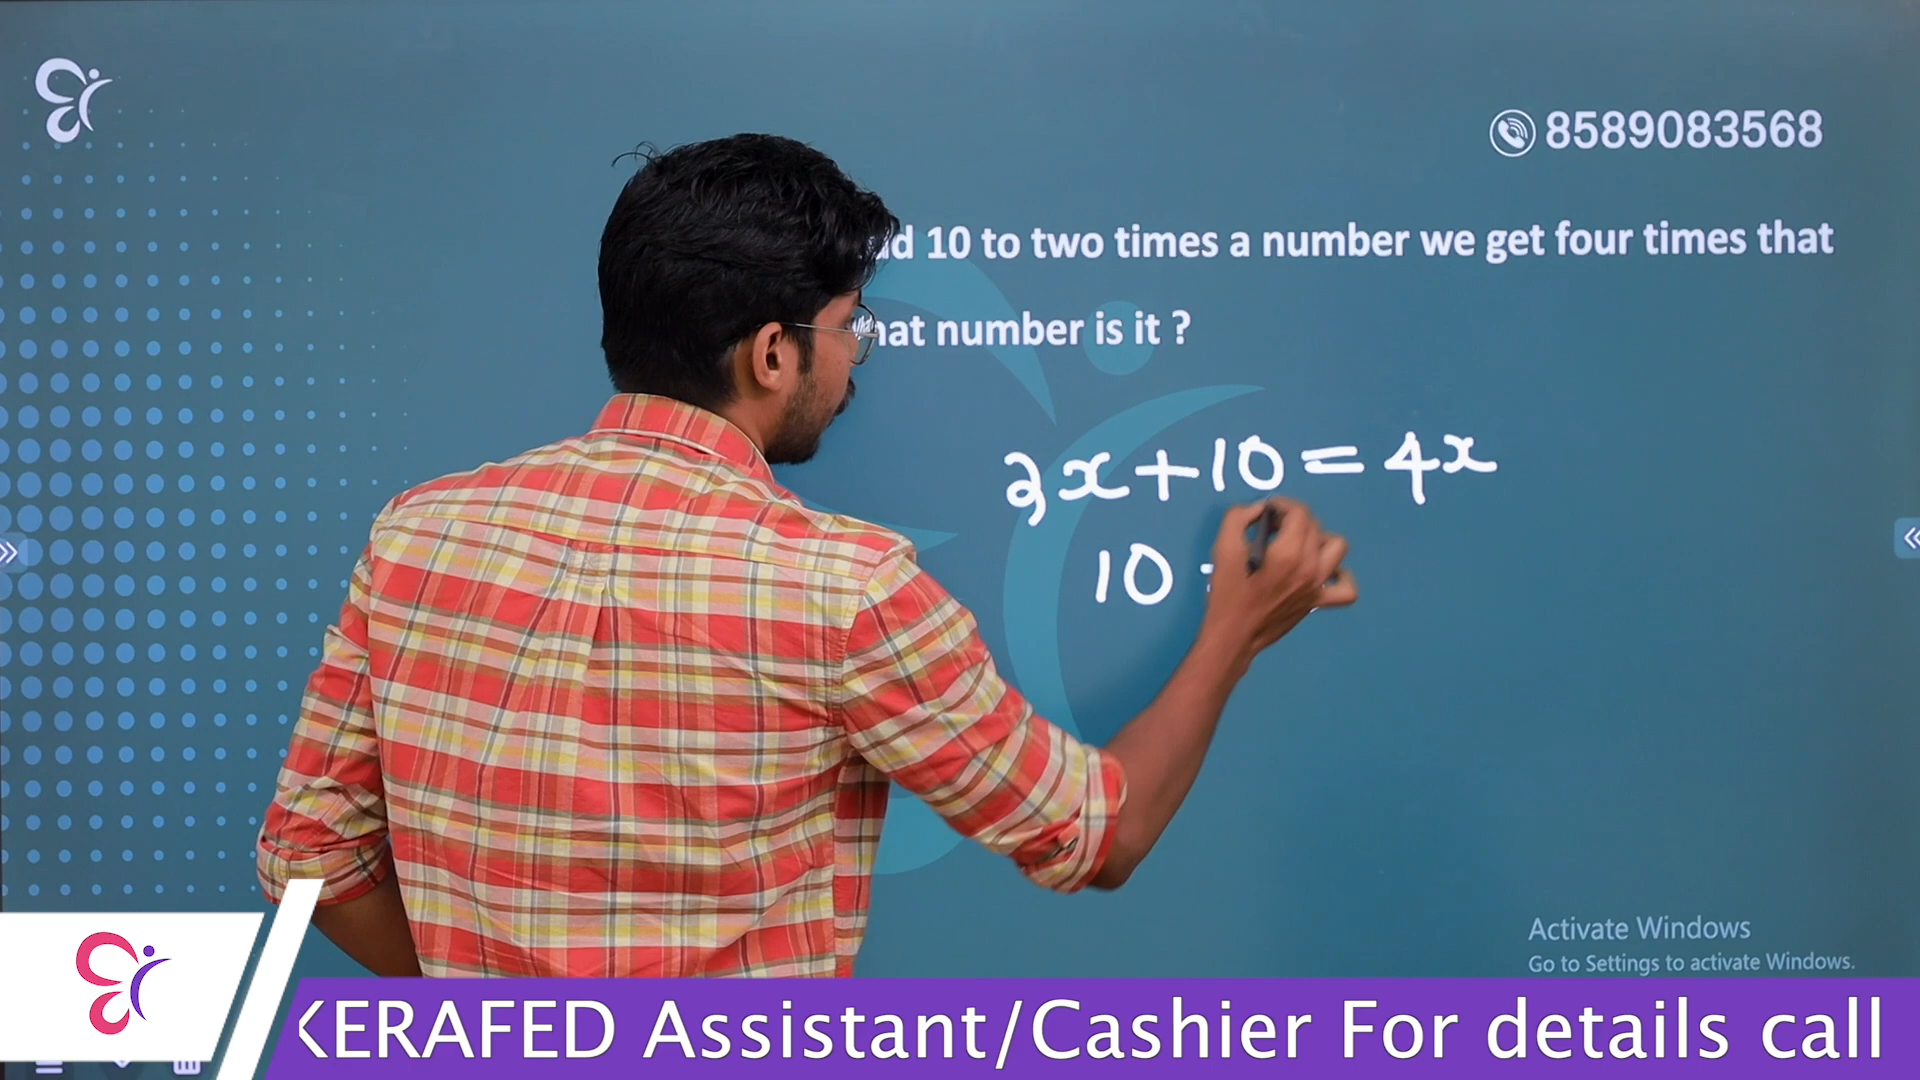 8589083568
10 to two times a number we get four times that
number is it ?
2x+10=4x
10
Activate Windows
Go to Settings to activate Windows.
KERAFED Assistant/Cashier For details call